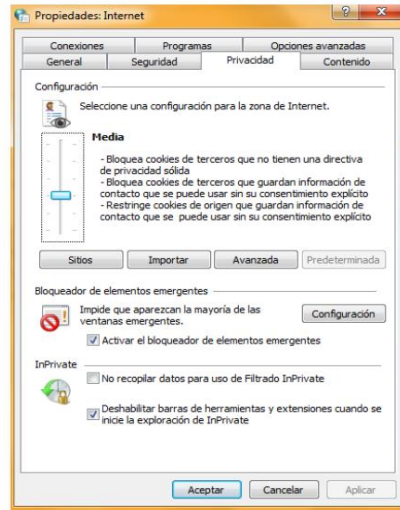 Propiedades: Internet
Conexiones Programas Opciones avanzadas
General Seguridad Privacidad Contenido
Configuración
Seleccione una configuración para la zona de Internet.
Media
- Bloquea cookies de terceros que no tienen una directiva
de privacidad sólida
- Bloquea cookies de terceros que guardan información de
contacto que se puede usar sin su consentimiento explícito
- Restringe cookies de origen que guardan información de
contacto que se puede usar sin su consentimiento explícito
Sitios Importar Avanzada Predeterminada
Bloqueador de elementos emergentes
Impide que aparezcan la mayoría de las
ventanas emergentes.
Configuración
Activar el bloqueador de elementos emergentes
InPrivate
No recopilar datos para uso de Filtrado InPrivate
Deshabilitar barras de herramientas y extensiones cuando se
inicie la exploración de InPrivate
Aceptar Cancelar Aplicar